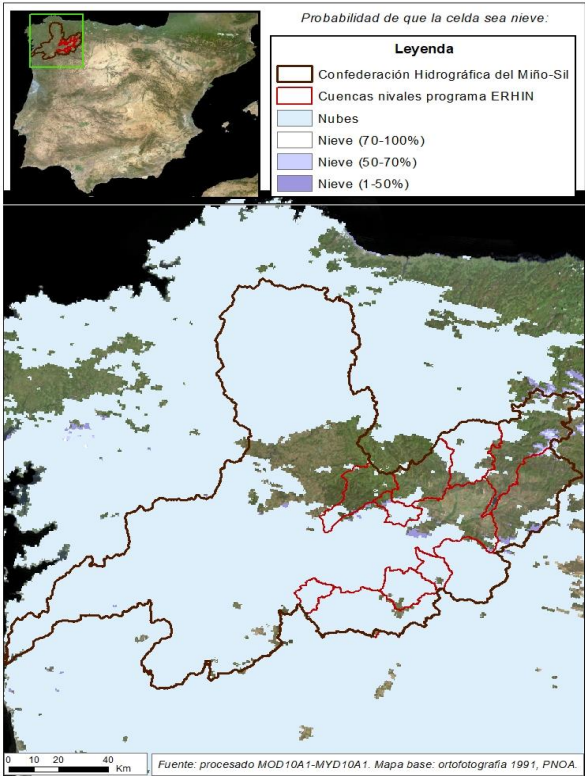 Probabilidad de que la celda sea nieve:
Leyenda
Confederación Hidrográfica del Miño-Sil
Cuencas nivales programa ERHIN
Nubes
Nieve (70-100%)
Nieve (50-70%)
Nieve (1-50%)
0 10 20 40
Km
Fuente: procesado MOD10A1-MYD10A1. Mapa base: ortofotografía 1991, PNOA.